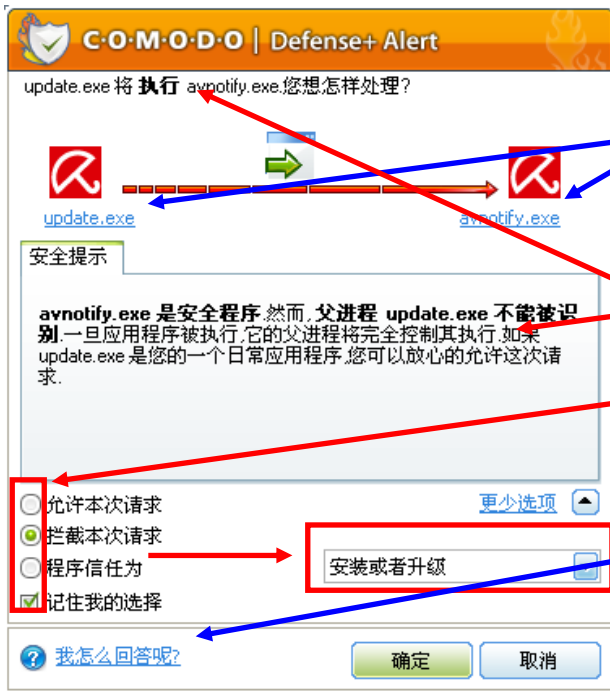 C·O·M·O·D·O | Defense+ Alert
update.exe 将 执行 avnotify.exe.您想怎样处理?
update.exe
avnotify.exe
安全提示
avnotify.exe 是安全程序.然而,父进程 update.exe 不能被识
别.一旦应用程序被执行,它的父进程将完全控制其执行.如果
update.exe 是您的一个日常应用程序,您可以放心的允许这次请
求.
允许本次请求
更少选项
拦截本次请求
程序信任为
安装或者升级
记住我的选择
我怎么回答呢?
确定
取消